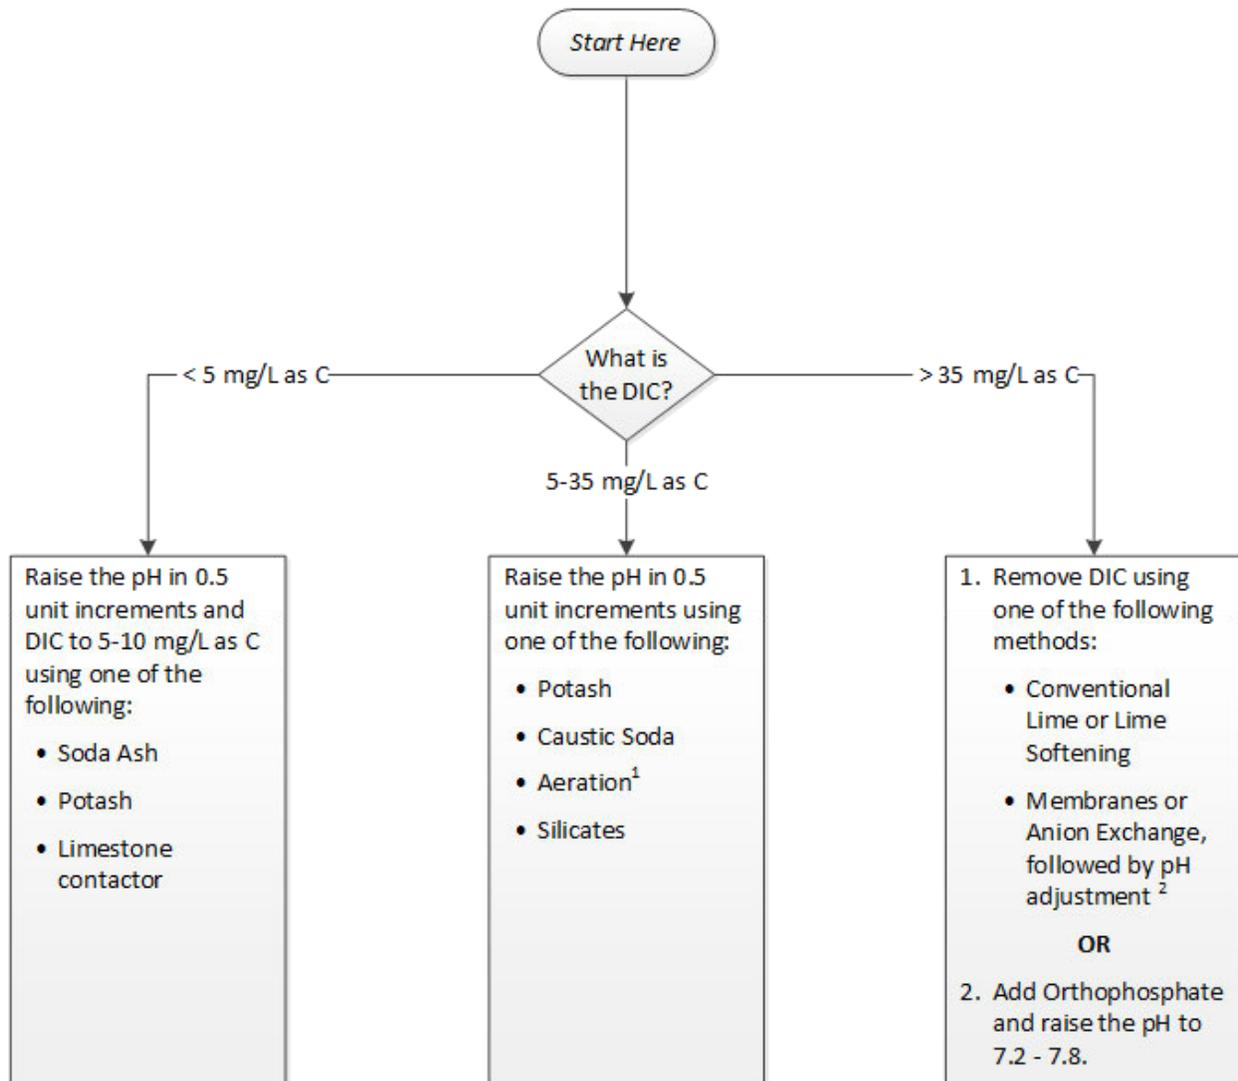 Start Here
What is
the DIC?
< 5 mg/L as C
> 35 mg/L as C
5-35 mg/L as C
Raise the pH in 0.5
unit increments and
DIC to 5-10 mg/L as C
using one of the
following:
• Soda Ash
• Potash
• Limestone
contactor
Raise the pH in 0.5
unit increments using
one of the following:
• Potash
• Caustic Soda
• Aeration¹
• Silicates
1. Remove DIC using
one of the following
methods:
• Conventional
Lime or Lime
Softening
• Membranes or
Anion Exchange,
followed by pH
adjustment ²
OR
2. Add Orthophosphate
and raise the pH to
7.2 - 7.8.